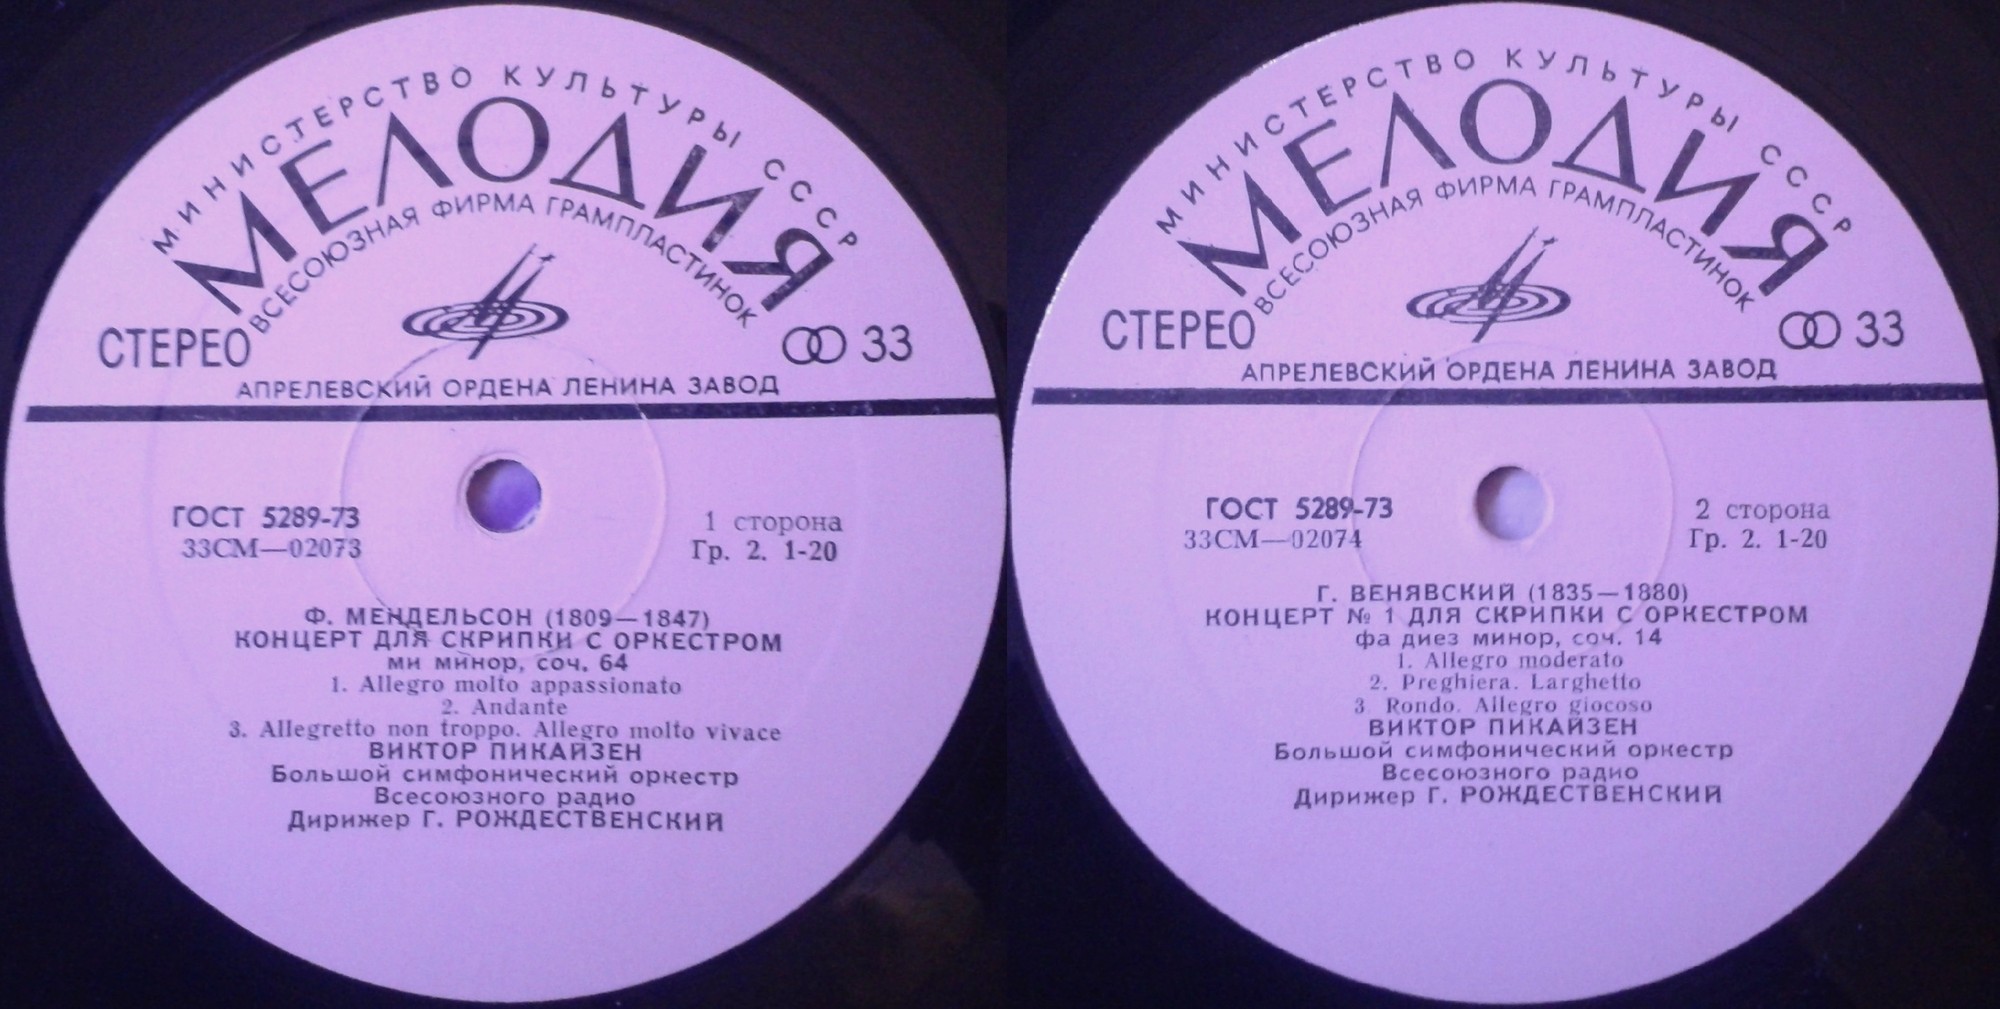 МИНИСТЕРСТВО КУЛЬТУРЫ СССР
МЕЛОДИЯ
ВСЕСОЮЗНАЯ ФИРМА ГРАМПЛАСТИНОК
СТЕРЕО
33
АПРЕЛЕВСКИЙ ОРДЕНА ЛЕНИНА ЗАВОД
ГОСТ 5289-73
33СМ—02073
1 сторона
Гр. 2. 1-20
Ф. МЕНДЕЛЬСОН (1809—1847)
КОНЦЕРТ ДЛЯ СКРИПКИ С ОРКЕСТРОМ
ми минор, соч. 64
1. Allegro molto appassionato
2. Andante
3. Allegretto non troppo. Allegro molto vivace
ВИКТОР ПИКАЙЗЕН
Большой симфонический оркестр
Всесоюзного радио
Дирижер Г. РОЖДЕСТВЕНСКИЙ
МИНИСТЕРСТВО КУЛЬТУРЫ СССР
МЕЛОДИЯ
ВСЕСОЮЗНАЯ ФИРМА ГРАМПЛАСТИНОК
СТЕРЕО
33
АПРЕЛЕВСКИЙ ОРДЕНА ЛЕНИНА ЗАВОД
ГОСТ 5289-73
33СМ—02074
2 сторона
Гр. 2. 1-20
Г. ВЕНЯВСКИЙ (1835—1880)
КОНЦЕРТ № 1 ДЛЯ СКРИПКИ С ОРКЕСТРОМ
фа диез минор, соч. 14
1. Allegro moderato
2. Preghiera. Larghetto
3. Rondo. Allegro giocoso
ВИКТОР ПИКАЙЗЕН
Большой симфонический оркестр
Всесоюзного радио
Дирижер Г. РОЖДЕСТВЕНСКИЙ